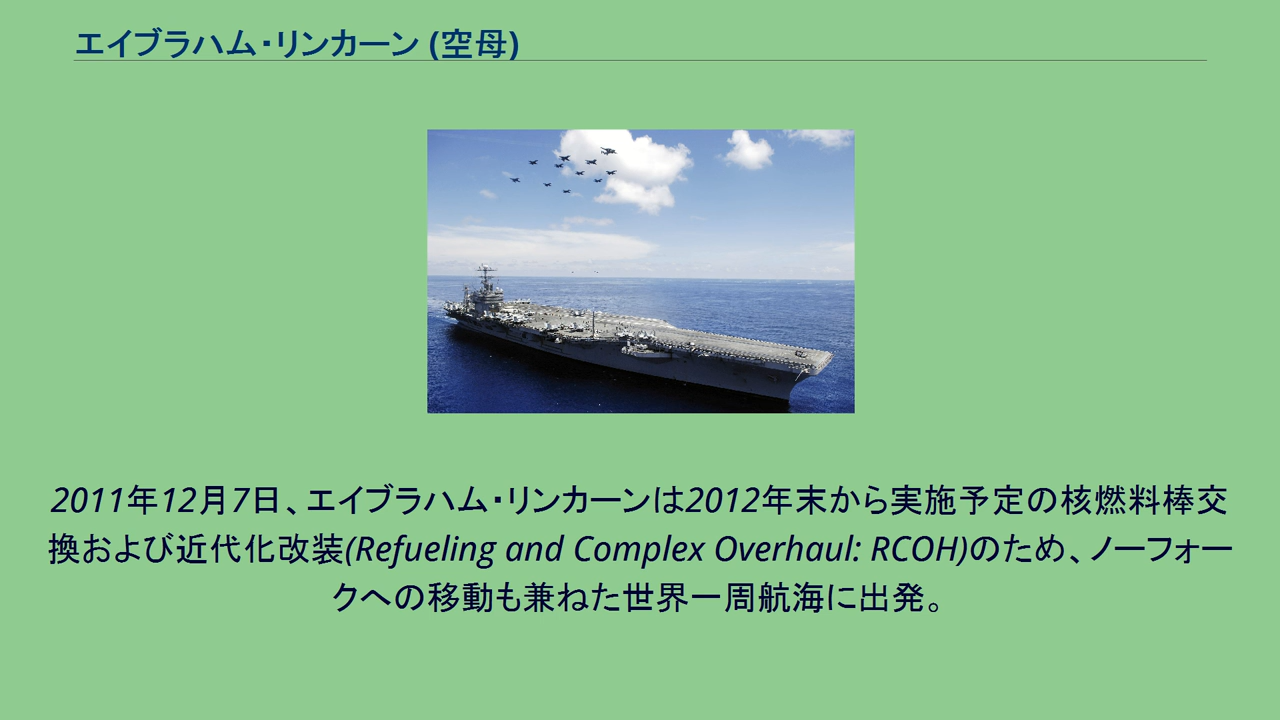 エイブラハム・リンカーン (空母)
2011年12月7日、エイブラハム・リンカーンは2012年末から実施予定の核燃料棒交
換および近代化改装(Refueling and Complex Overhaul: RCOH)のため、ノーフォー
クへの移動も兼ねた世界一周航海に出発。